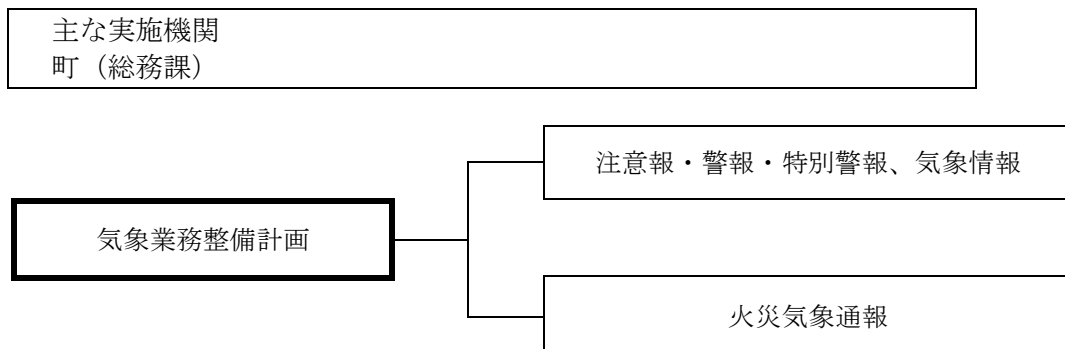 主な実施機関
町（総務課）
注意報・警報・特別警報、気象情報
気象業務整備計画
火災気象通報